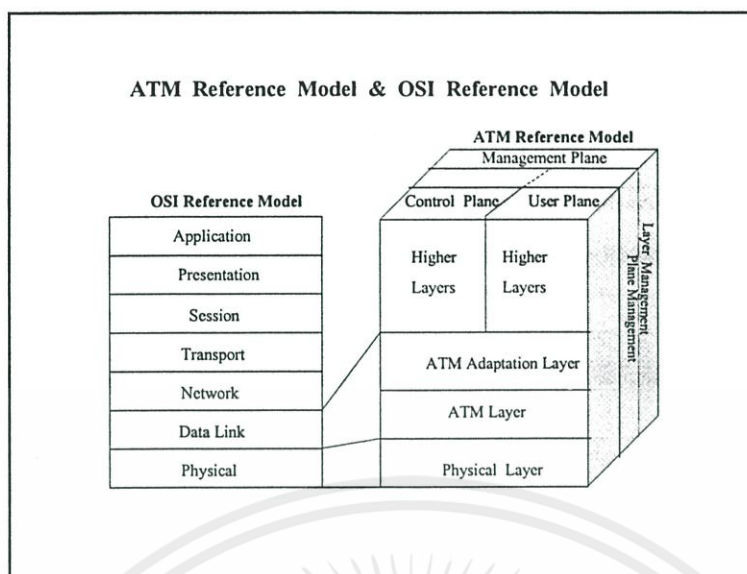 ATM Reference Model & OSI Reference Model
ATM Reference Model
Management Plane
OSI Reference Model
Control Plane
User Plane
Application
Presentation
Session
Transport
Network
Data Link
Physical
Higher
Layers
Higher
Layers
ATM Adaptation Layer
ATM Layer
Physical Layer
Layer Management
Plane Management